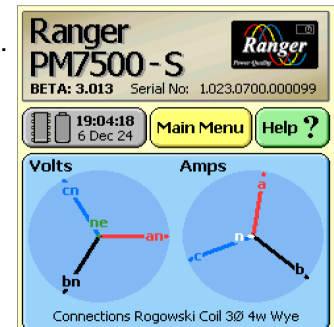 .
Ranger
PM7500-S
Ranger
Power Quality
BETA: 3.013 Serial No: 1.023.0700.000099
19:04:18
6 Dec 24
Main Menu
Help ?
Volts
Amps
cn
ne
an
bn
a
n
c
b
Connections Rogowski Coil 3Ø 4w Wye